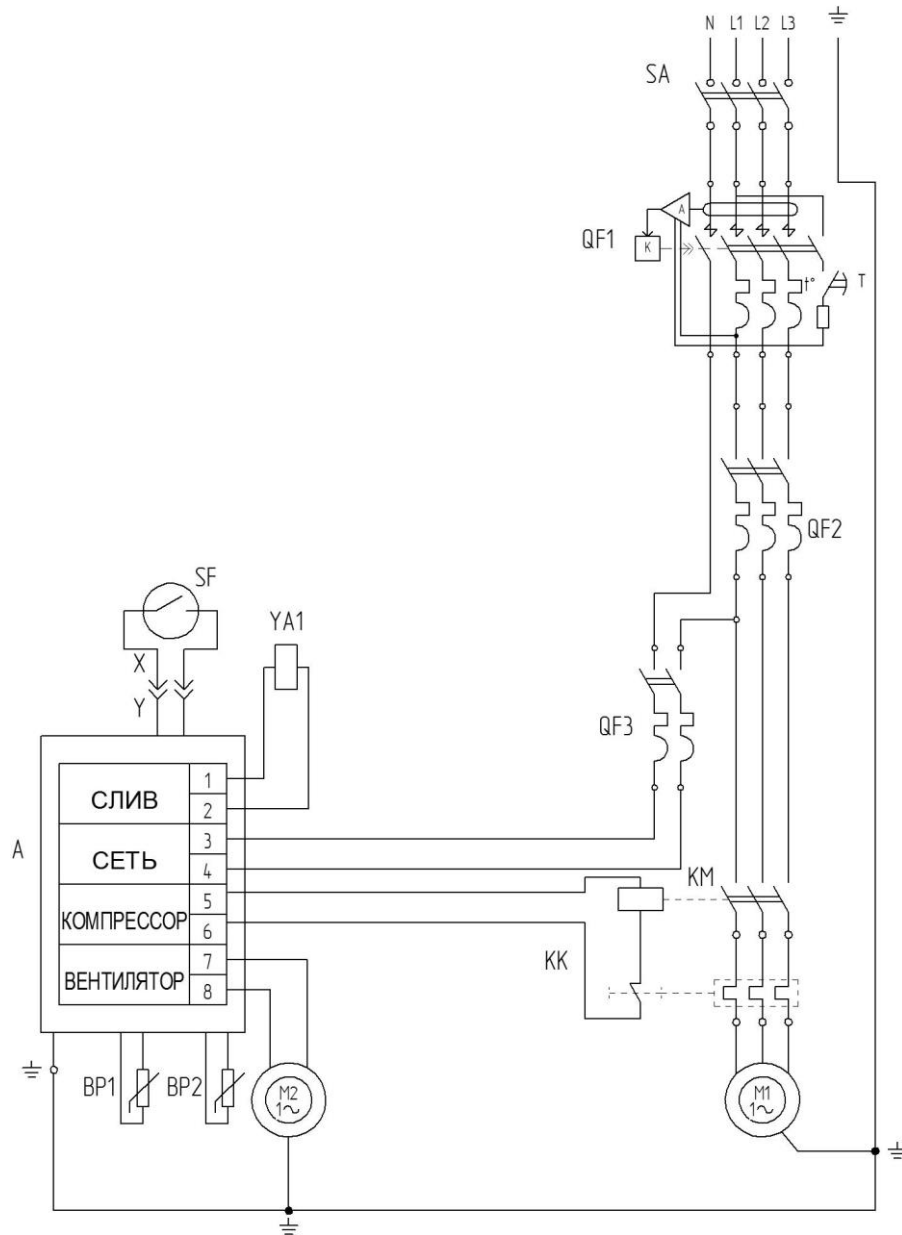 N L1 L2 L3
SA
QF1
A
K
t°
T
QF2
SF
YA1
X
Y
QF3
A
СЛИВ
1
2
СЕТЬ
3
4
КОМПРЕССОР
5
6
ВЕНТИЛЯТОР
7
8
KM
KK
BP1
BP2
M2
1~
M1
1~